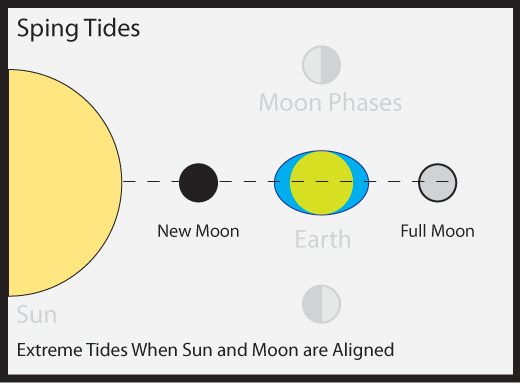 Sping Tides
Moon Phases
New Moon
Earth
Full Moon
Sun
Extreme Tides When Sun and Moon are Aligned